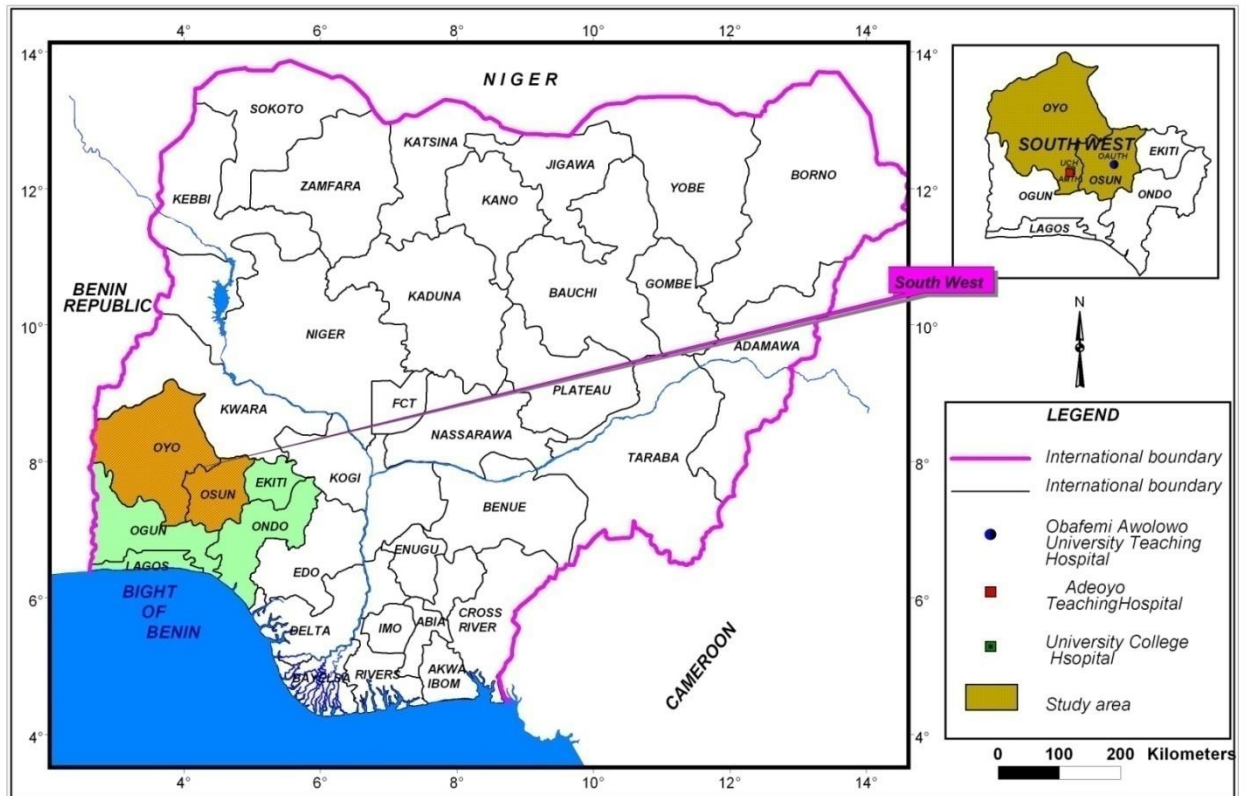 4°
6°
8°
10°
12°
14°
14°
14°
NIGER
SOKOTO
KATSINA
JIGAWA
BORNO
ZAMFARA
YOBE
12°
12°
KEBBI
KANO
BENIN
REPUBLIC
KADUNA
BAUCHI
GOMBE
South West
10°
10°
NIGER
ADAMAWA
PLATEAU
FCT
KWARA
NASSARAWA
OYO
8°
8°
KOGI
TARABA
OSUN
EKITI
BENUE
OGUN
ONDO
ENUGU
LAGOS
EDO
6°
6°
BIGHT
OF
BENIN
CROSS
RIVER
DELTA
IMO
ABIA
CAMEROON
BAYELSA
RIVERS
AKWA
IBOM
4°
4°
4°
6°
8°
10°
12°
14°
OYO
SOUTH WEST
EKITI
OAUTH
UCH
OSUN
OGUN
ONDO
LAGOS
N
LEGEND
International boundary
International boundary
Obafemi Awolowo
University Teaching
Hospital
Adeoyo
TeachingHospital
University College
Hsopital
Study area
0 100 200 Kilometers